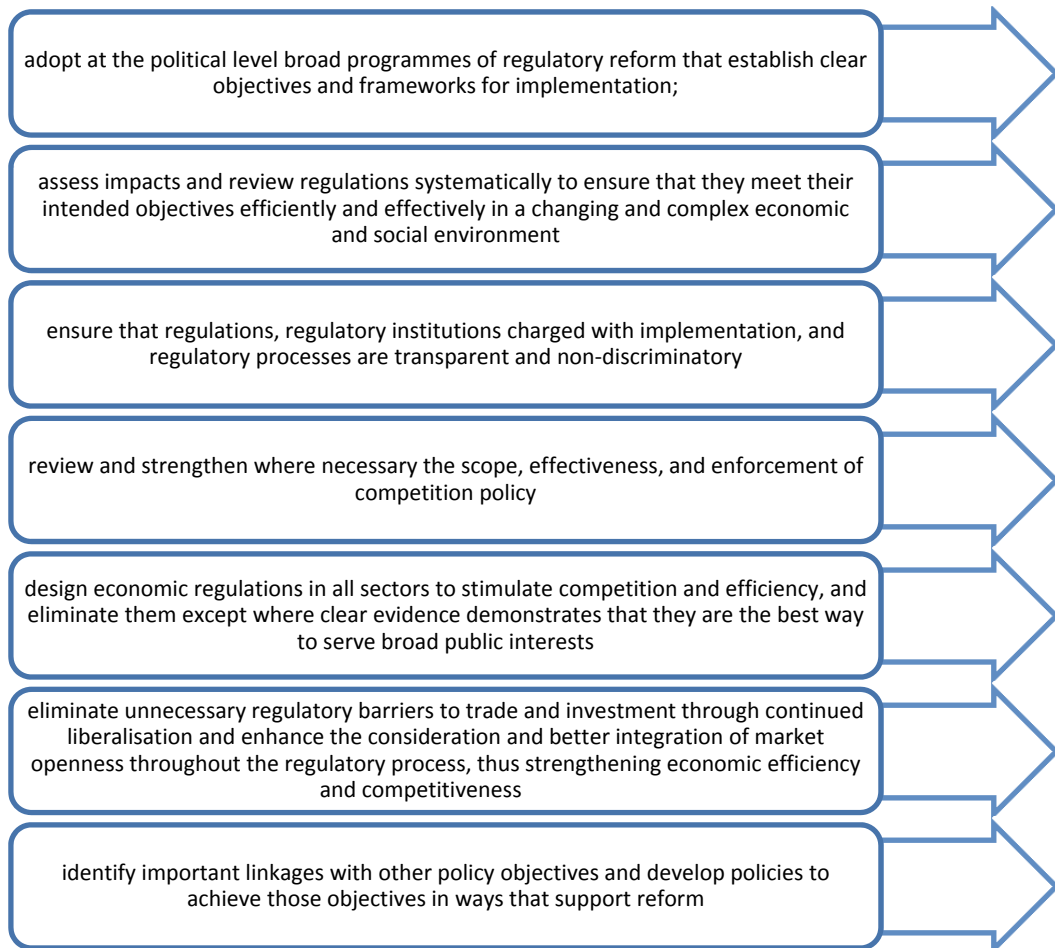 adopt at the political level broad programmes of regulatory reform that establish clear
objectives and frameworks for implementation;
assess impacts and review regulations systematically to ensure that they meet their
intended objectives efficiently and effectively in a changing and complex economic
and social environment
ensure that regulations, regulatory institutions charged with implementation, and
regulatory processes are transparent and non-discriminatory
review and strengthen where necessary the scope, effectiveness, and enforcement of
competition policy
design economic regulations in all sectors to stimulate competition and efficiency, and
eliminate them except where clear evidence demonstrates that they are the best way
to serve broad public interests
eliminate unnecessary regulatory barriers to trade and investment through continued
liberalisation and enhance the consideration and better integration of market
openness throughout the regulatory process, thus strengthening economic efficiency
and competitiveness
identify important linkages with other policy objectives and develop policies to
achieve those objectives in ways that support reform